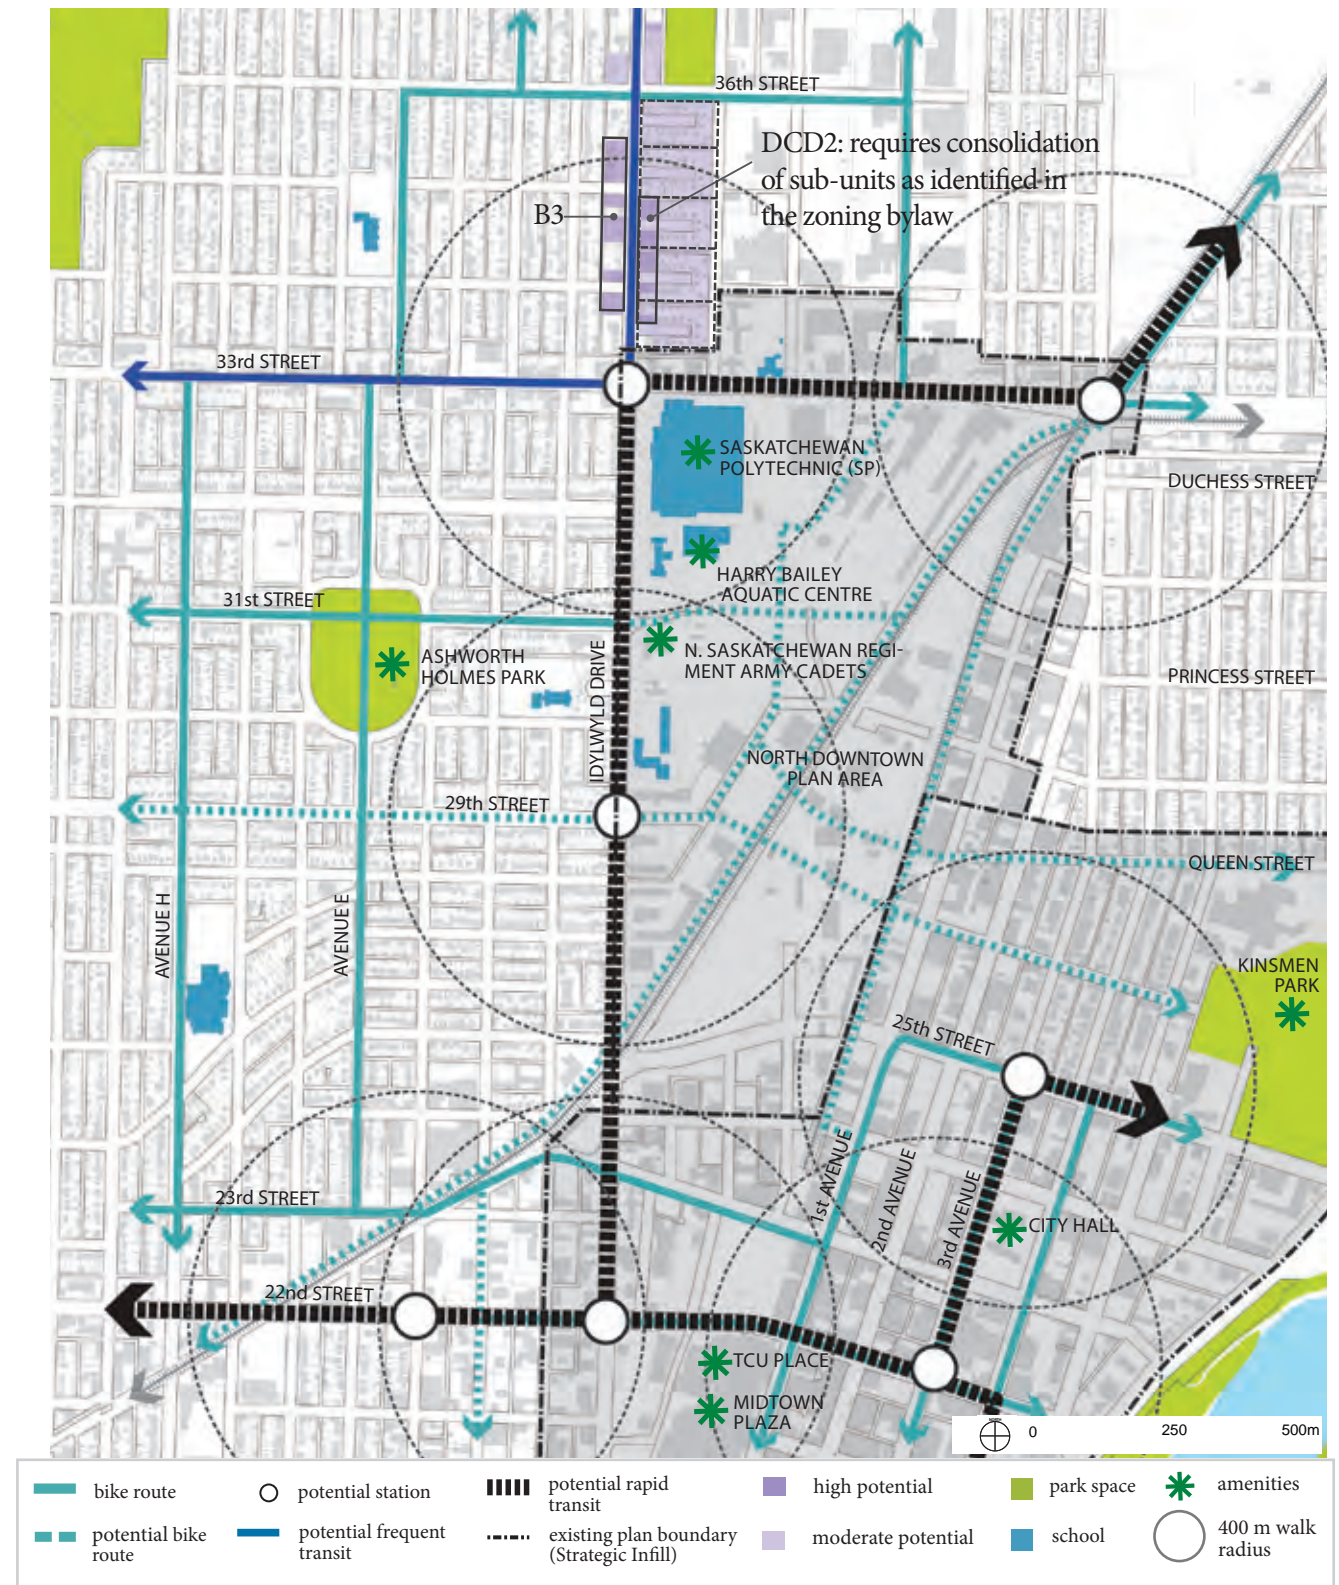 36th STREET
DCD2: requires consolidation
of sub-units as identified in
the zoning bylaw
B3
33rd STREET
SASKATCHEWAN
POLYTECHNIC (SP)
DUCHESS STREET
HARRY BAILEY
AQUATIC CENTRE
31st STREET
N. SASKATCHEWAN REGI-
MENT ARMY CADETS
ASHWORTH
HOLMES PARK
IDYLWYLD DRIVE
PRINCESS STREET
NORTH DOWNTOWN
PLAN AREA
29th STREET
QUEEN STREET
AVENUE H
AVENUE E
KINSMEN
PARK
25th STREET
1st AVENUE
2nd AVENUE
3rd AVENUE
CITY HALL
23rd STREET
22nd STREET
TCU PLACE
MIDTOWN
PLAZA
0 250 500m
bike route
potential station
potential rapid
transit
high potential
park space
amenities
potential bike
route
potential frequent
transit
existing plan boundary
(Strategic Infill)
moderate potential
school
400 m walk
radius